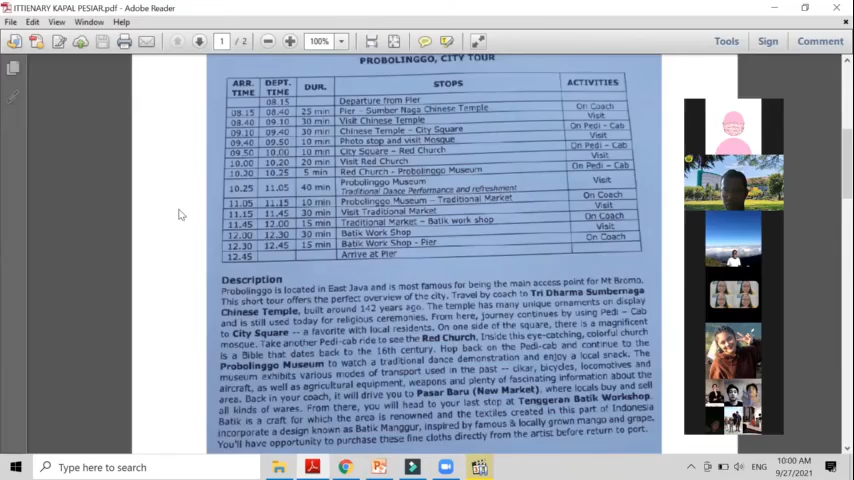 ITTIENARY KAPAL PESIAR.pdf - Adobe Reader
File Edit View Window Help
1 / 2 100% Tools Sign Comment
PROBOLINGGO, CITY TOUR
ARR. TIME DEPT. TIME DUR. STOPS ACTIVITIES
08.15 Departure from Pier
08.15 08.40 25 min Pier - Sumber Naga Chinese Temple On Coach
08.40 09.10 30 min Visit Chinese Temple Visit
09.10 09.40 30 min Chinese Temple - City Square On Pedi - Cab
09.40 09.50 10 min Photo stop and visit Mosque Visit
09.50 10.00 10 min City Square - Red Church On Pedi - Cab
10.00 10.20 20 min Visit Red Church Visit
10.20 10.25 5 min Red Church - Probolinggo Museum On Pedi - Cab
10.25 11.05 40 min Probolinggo Museum Visit
Traditional Dance Performance and refreshment
11.05 11.15 10 min Probolinggo Museum - Traditional Market On Coach
11.15 11.45 30 min Visit Traditional Market Visit
11.45 12.00 15 min Traditional Market - Batik work shop On Coach
12.00 12.30 30 min Batik Work Shop Visit
12.30 12.45 15 min Batik Work Shop - Pier On Coach
12.45 Arrive at Pier
Description
Probolinggo is located in East Java and is most famous for being the main access point for Mt Bromo.
This short tour offers the perfect overview of the city. Travel by coach to Tri Dharma Sumbernaga
Chinese Temple, built around 142 years ago. The temple has many unique ornaments on display
and is still used today for religious ceremonies. From here, journey continues by using Pedi - Cab
to City Square -- a favorite with local residents. On one side of the square, there is a magnificent
mosque. Take another Pedi-cab ride to see the Red Church, Inside this eye-catching, colorful church
is a Bible that dates back to the 16th century. Hop back on the Pedi-cab and continue to the
Probolinggo Museum to watch a traditional dance demonstration and enjoy a local snack. The
museum exhibits various modes of transport used in the past -- cikar, bicycles, locomotives and
aircraft, as well as agricultural equipment, weapons and plenty of fascinating information about the
area. Back in your coach, it will drive you to Pasar Baru (New Market), where locals buy and sell
all kinds of wares. From there, you will head to your last stop at Tenggeran Batik Workshop.
Batik is a craft for which the area is renowned and the textiles created in this part of Indonesia
incorporate a design known as Batik Manggur, inspired by famous & locally grown mango and grape.
You'll have opportunity to purchase these fine cloths directly from the artist before return to port.
Type here to search
ENG
10:00 AM
9/27/2021